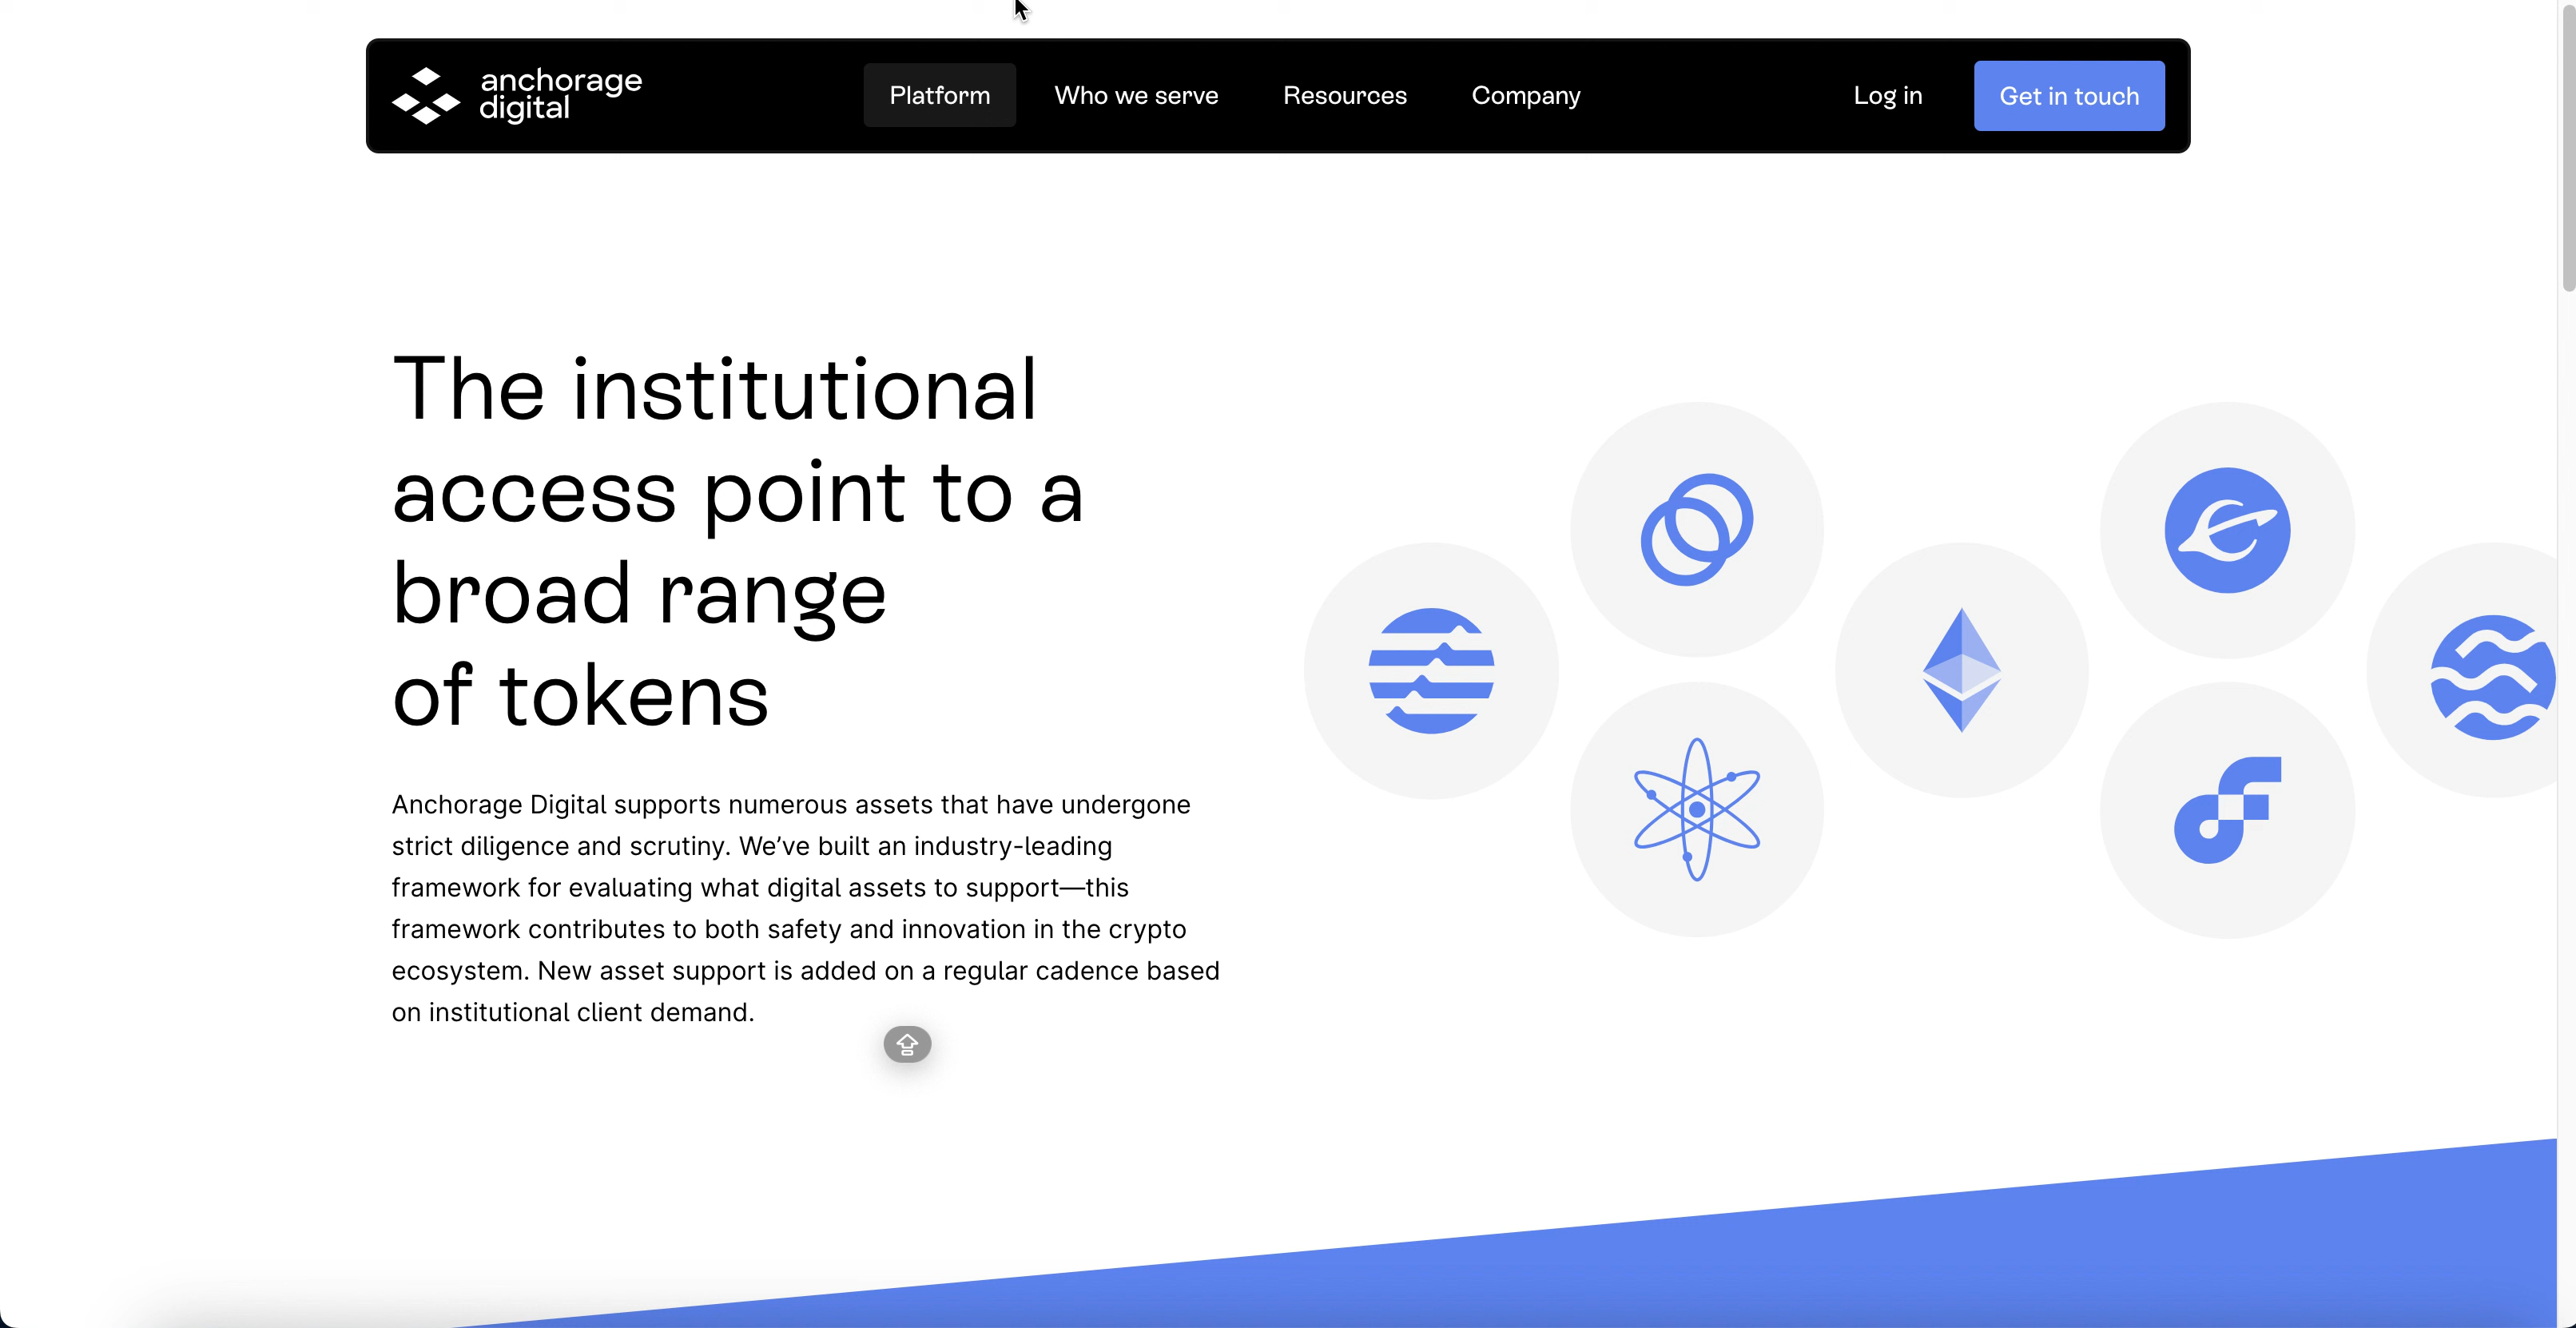 anchorage
digital
Platform
Who we serve
Resources
Company
Log in
Get in touch
The institutional
access point to a
broad range
of tokens
Anchorage Digital supports numerous assets that have undergone
strict diligence and scrutiny. We’ve built an industry-leading
framework for evaluating what digital assets to support—this
framework contributes to both safety and innovation in the crypto
ecosystem. New asset support is added on a regular cadence based
on institutional client demand.